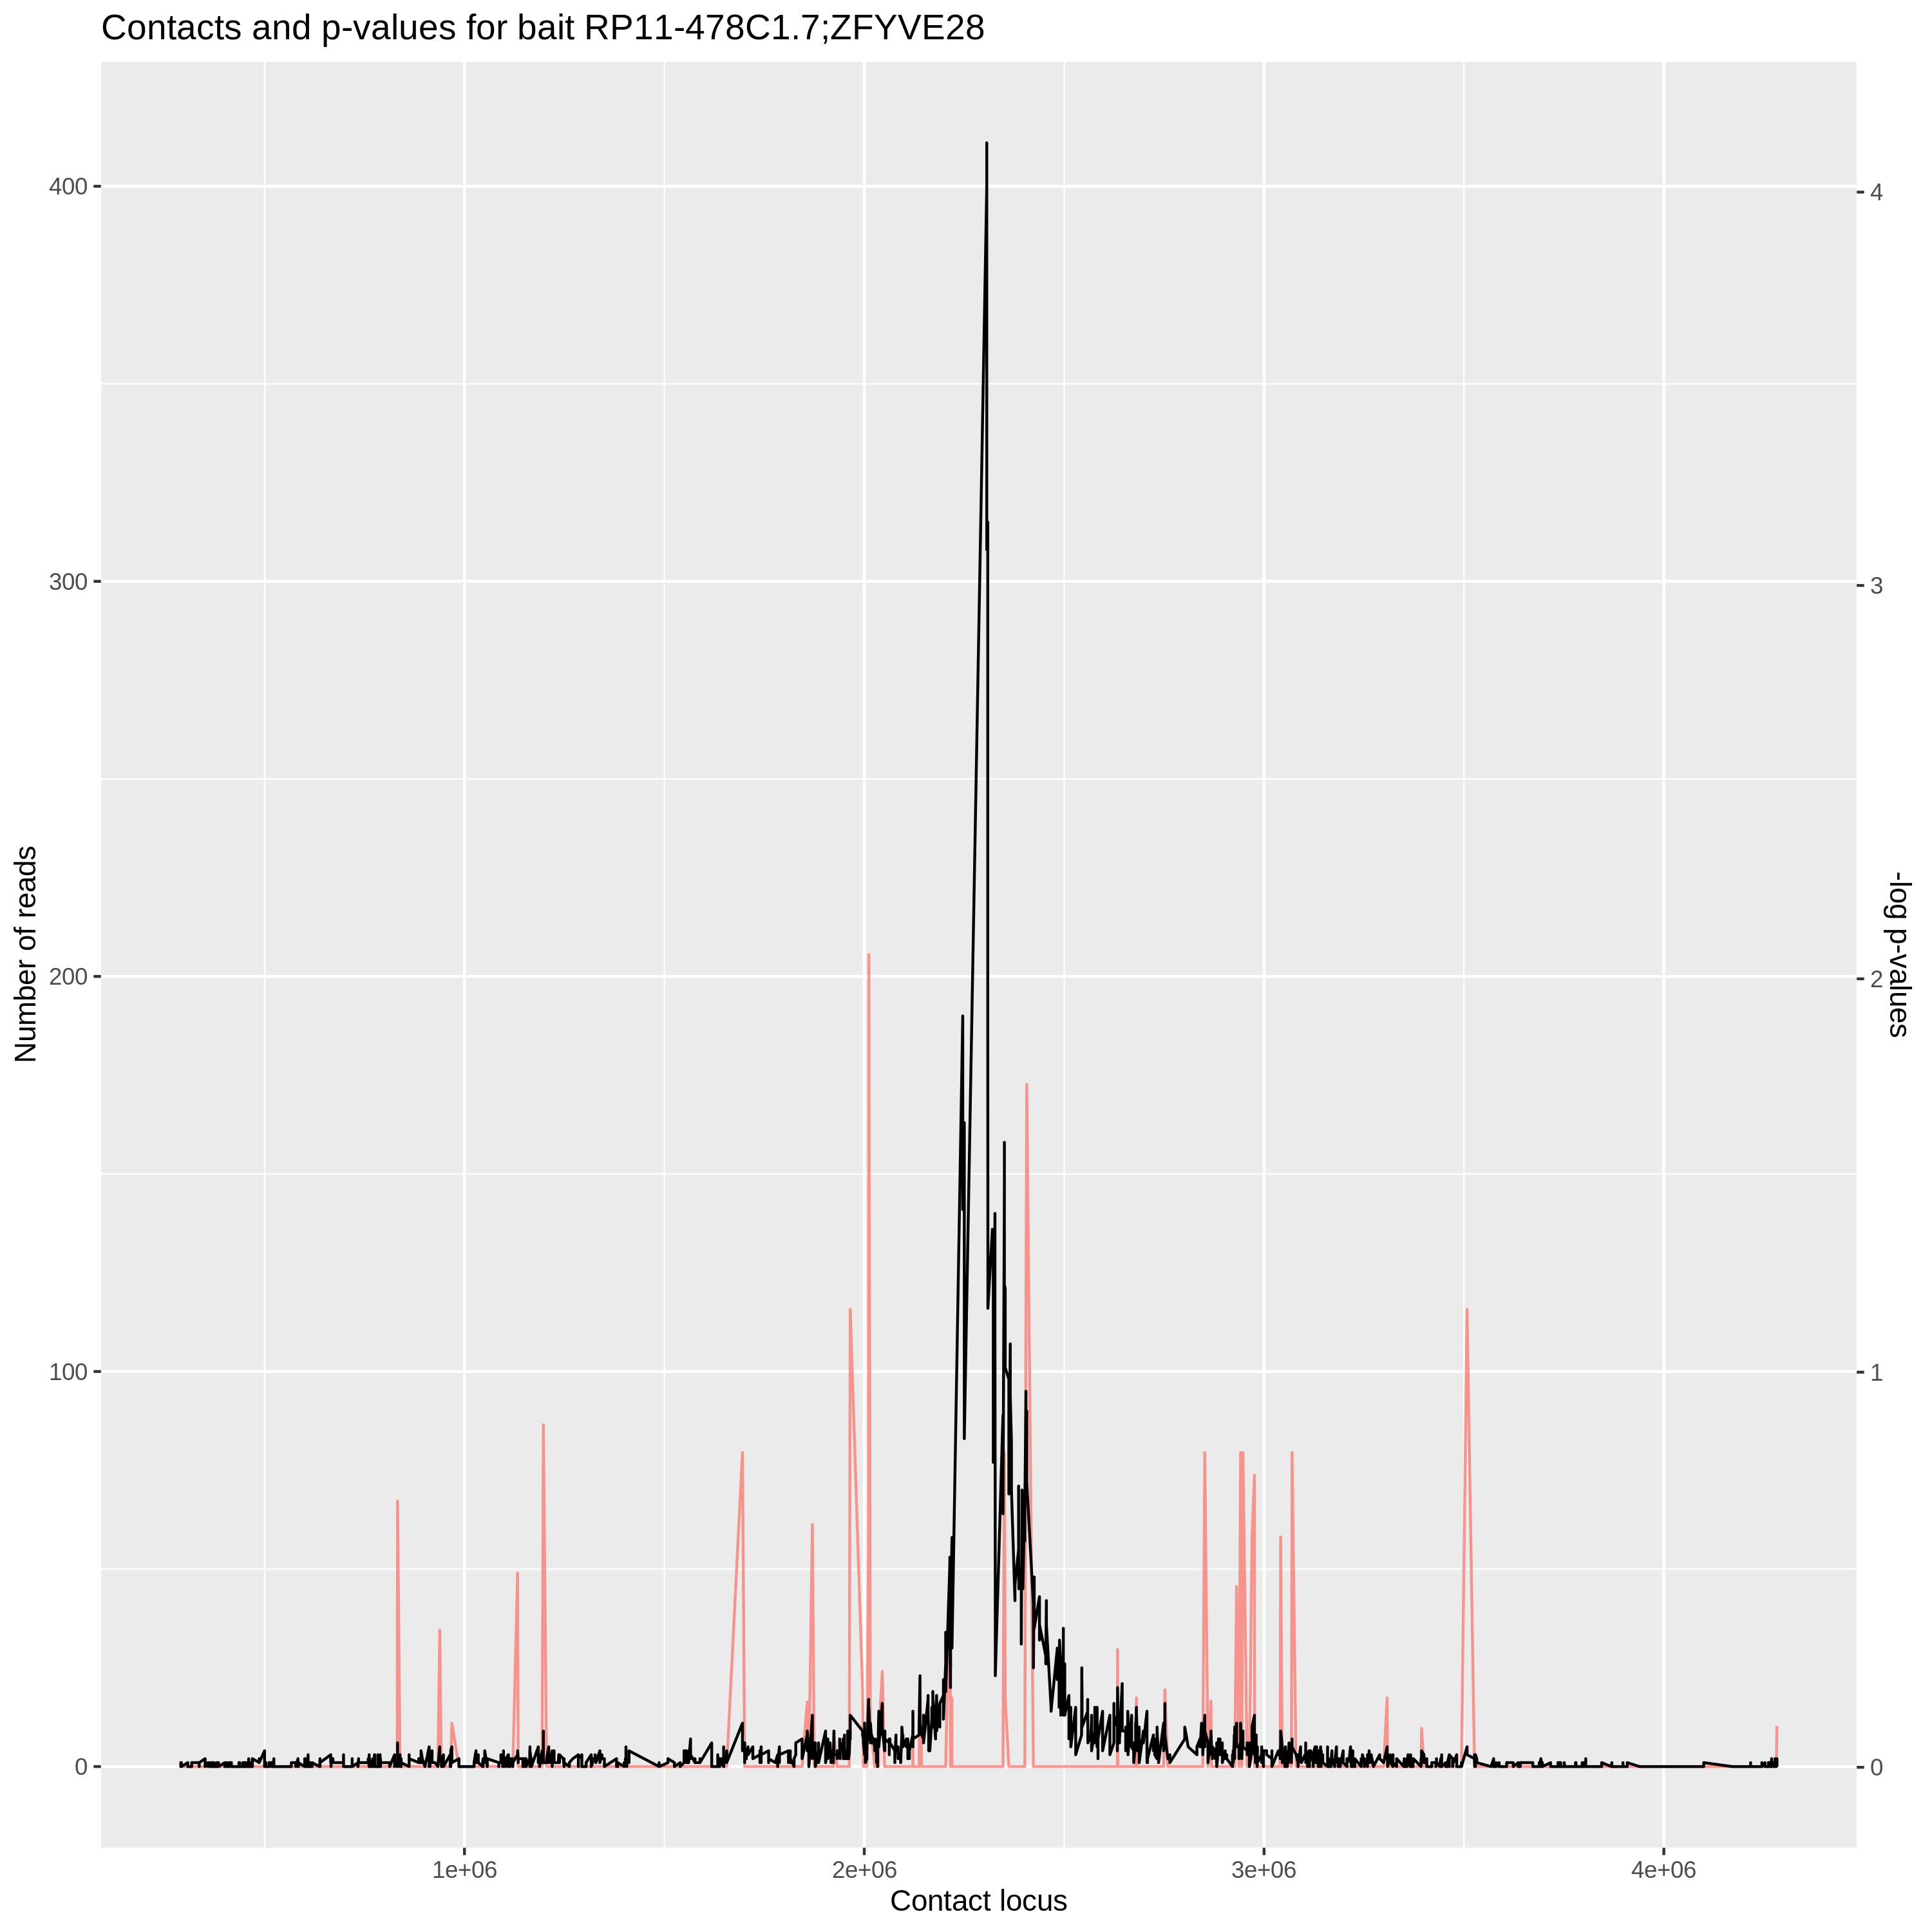 Contacts and p-values for bait RP11-478C1.7;ZFYVE28
400
300
200
100
0
Number of reads
4
3
2
1
0
-log p-values
1e+06
2e+06
3e+06
4e+06
Contact locus